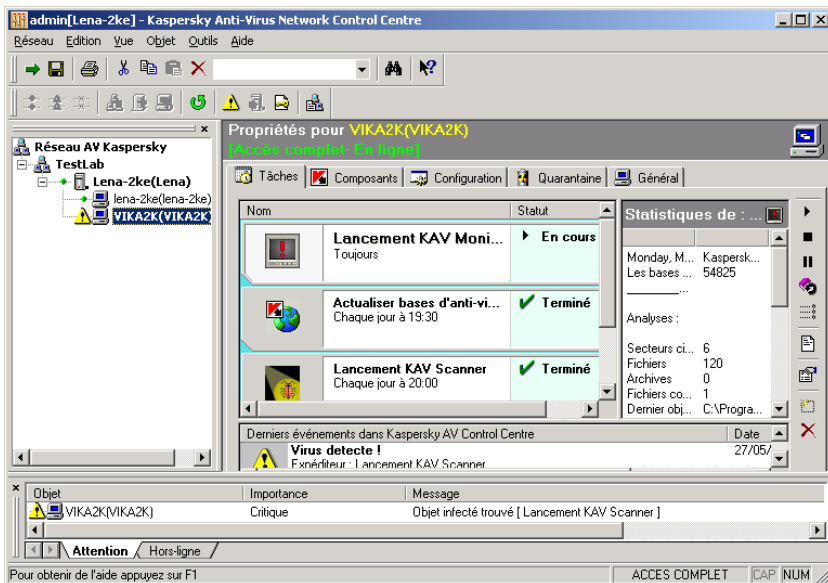 admin[Lena-2ke] - Kaspersky Anti-Virus Network Control Centre
Réseau Edition Vue Objet Outils Aide
Réseau AV Kaspersky
TestLab
Lena-2ke(Lena)
lena-2ke(lena-2ke)
VIKA2K(VIKA2K
Propriétés pour VIKA2K(VIKA2K)
[Accès complet- En ligne]
Tâches Composants Configuration Quarantaine Général
Nom Statut
Lancement KAV Moni... En cours
Toujours
Actualiser bases d'anti-vi... Terminé
Chaque jour à 19:30
Lancement KAV Scanner Terminé
Chaque jour à 20:00
Statistiques de : ...
Monday, M... Kaspersk...
Les bases ... 54825
_______...
Analyses :
Secteurs ci... 6
Fichiers 120
Archives 0
Fichiers co... 1
Dernier obj... C:\Progra...
Derniers événements dans Kaspersky AV Control Centre Date
Virus detecte ! 27/05/
Expéditeur : Lancement KAV Scanner
Objet Importance Message
VIKA2K(VIKA2K) Critique Objet infecté trouvé [ Lancement KAV Scanner ]
Attention Hors-ligne
Pour obtenir de l'aide appuyez sur F1 ACCES COMPLET CAP NUM